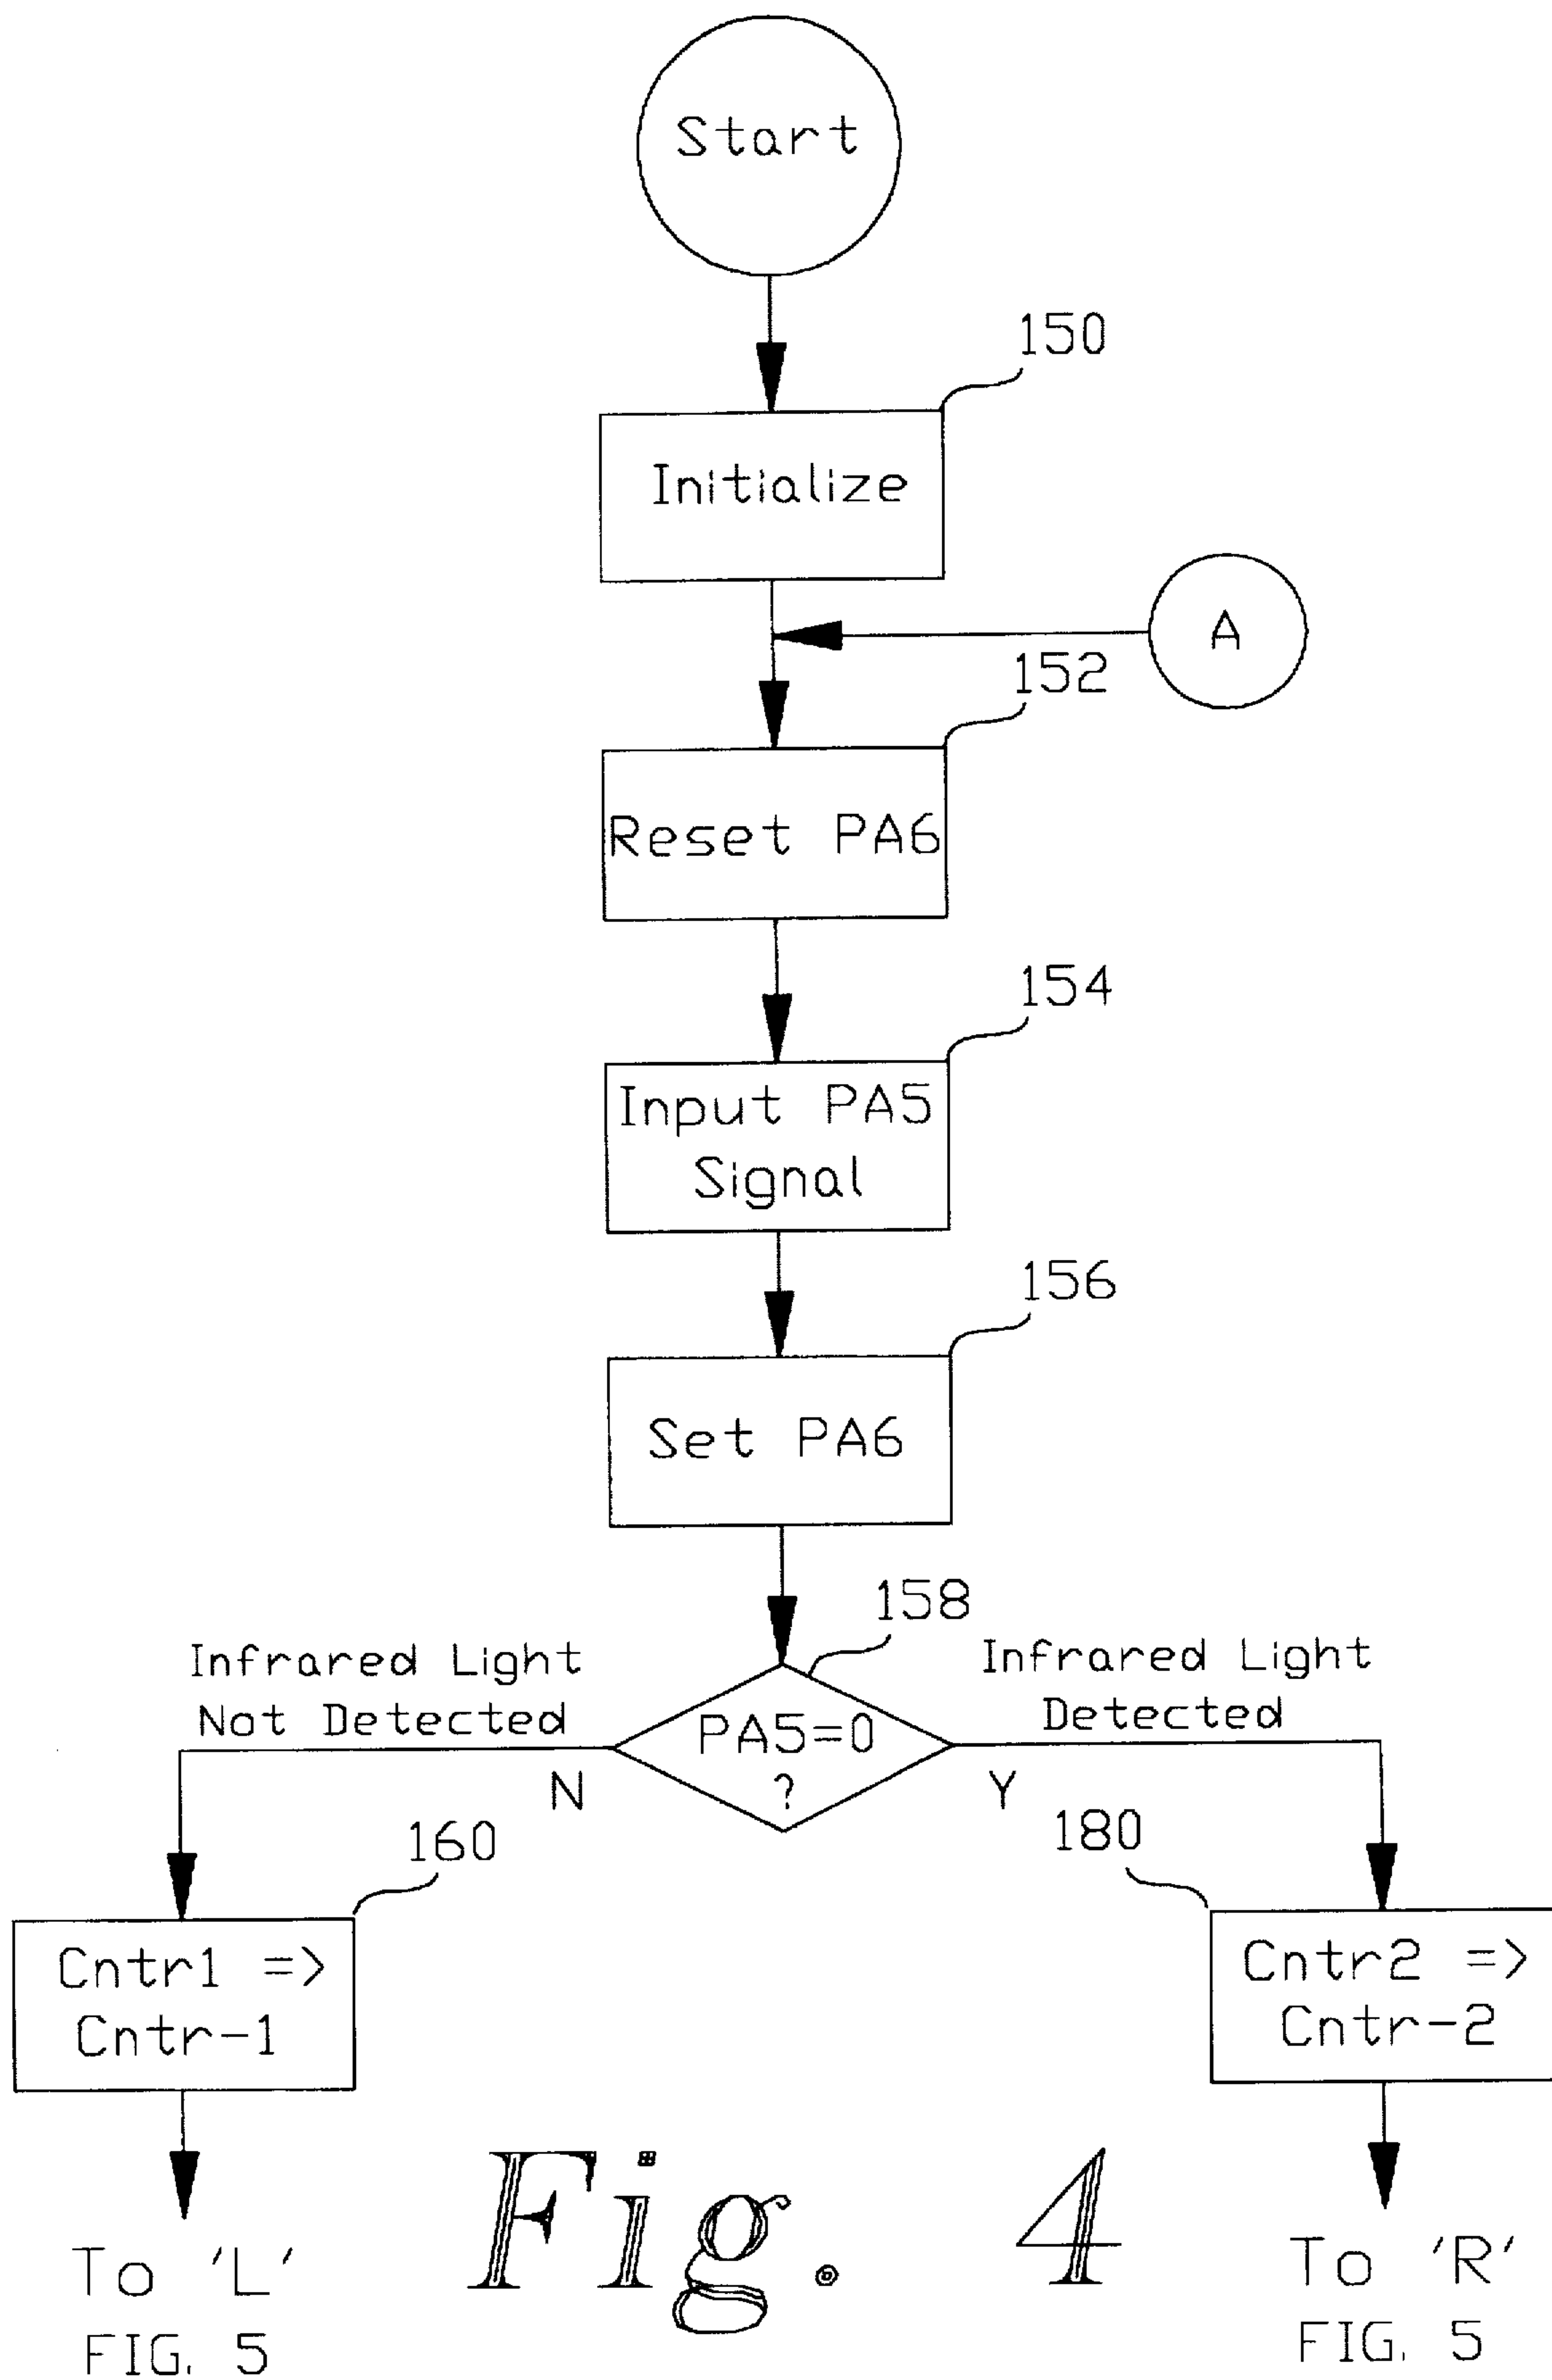 Start
150
Initialize
A
152
Reset PA6
154
Input PA5
Signal
156
Set PA6
158
Infrared Light
Not Detected
Infrared Light
Detected
PA5=0
?
N
Y
160
180
Cntr1 =>
Cntr-1
Cntr2 =>
Cntr-2
To 'L'
FIG. 5
Fig. 4
To 'R'
FIG. 5